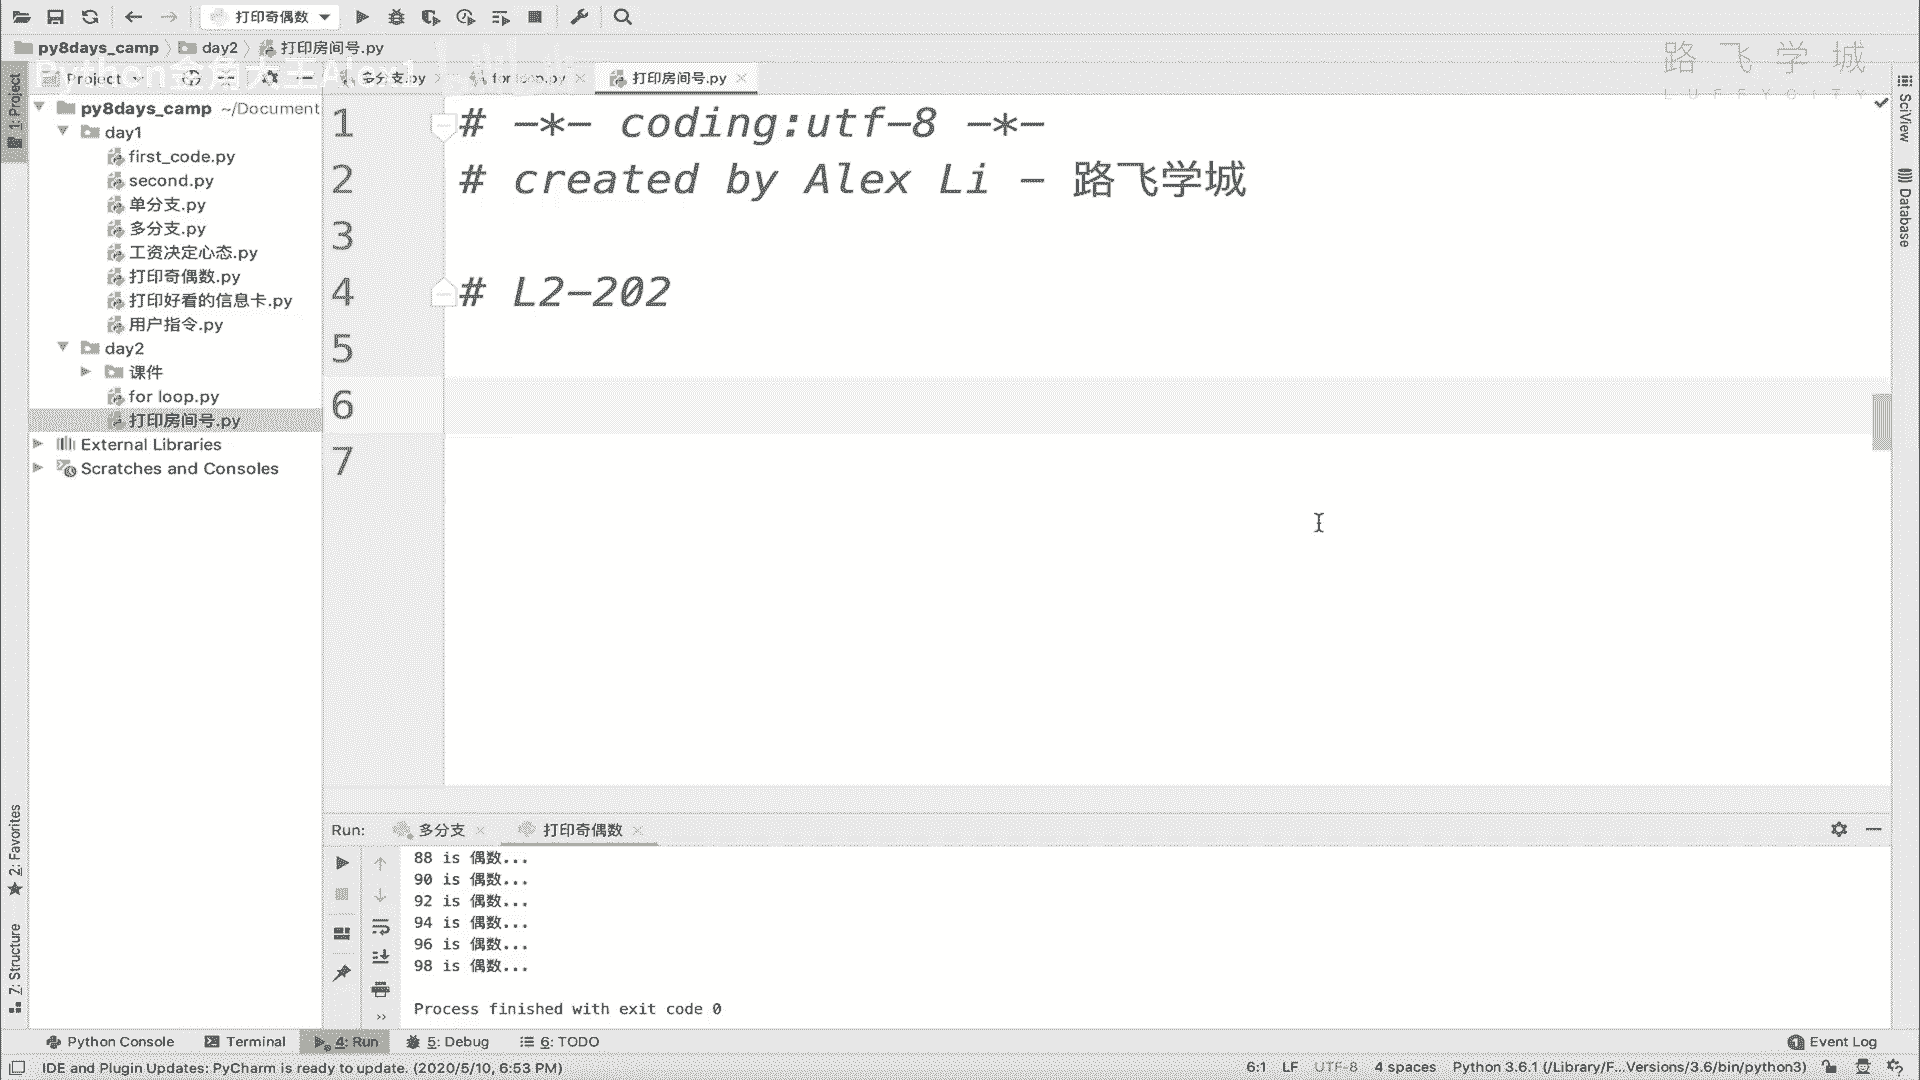 打印奇偶数
py8days_camp
day2
打印房间号.py
路飞学城
LUFFYCITY
Python金角大王Alex1
Project
多分支.py
for loop.py
打印房间号.py
1: Project
py8days_camp ~/Document
day1
first_code.py
second.py
单分支.py
多分支.py
工资决定心态.py
打印奇偶数.py
打印好看的信息卡.py
用户指令.py
day2
课件
for loop.py
打印房间号.py
External Libraries
Scratches and Consoles
1 # -*- coding:utf-8 -*-
2 # created by Alex Li - 路飞学城
3
4 # L2-202
5
6
7
SciView
Database
2: Favorites
7: Structure
Run:
多分支
打印奇偶数
88 is 偶数...
90 is 偶数...
92 is 偶数...
94 is 偶数...
96 is 偶数...
98 is 偶数...
Process finished with exit code 0
Python Console
Terminal
4: Run
5: Debug
6: TODO
Event Log
IDE and Plugin Updates: PyCharm is ready to update. (2020/5/10, 6:53 PM)
6:1 LF UTF-8 4 spaces Python 3.6.1 (/Library/F...Versions/3.6/bin/python3)